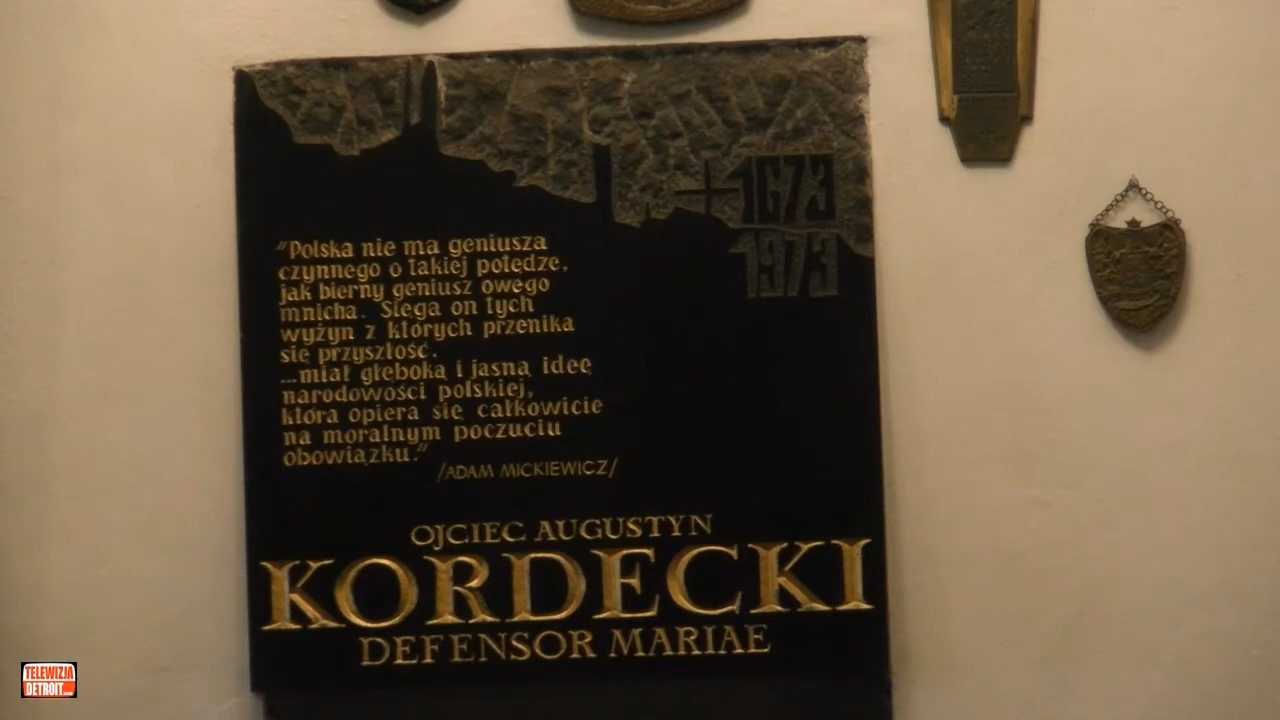 1673
1973
"Polska nie ma geniusza
czynnego o takiej potędze,
jak bierny geniusz owego
mnicha. Sięga on tych
wyżyn z których przenika
się przyszłość.
...miał głęboką i jasną ideę
narodowości polskiej,
która opiera się całkowicie
na moralnym poczuciu
obowiązku."
/ADAM MICKIEWICZ/
OJCIEC AUGUSTYN
KORDECKI
DEFENSOR MARIAE
TELEWIZJA
DETROIT.com